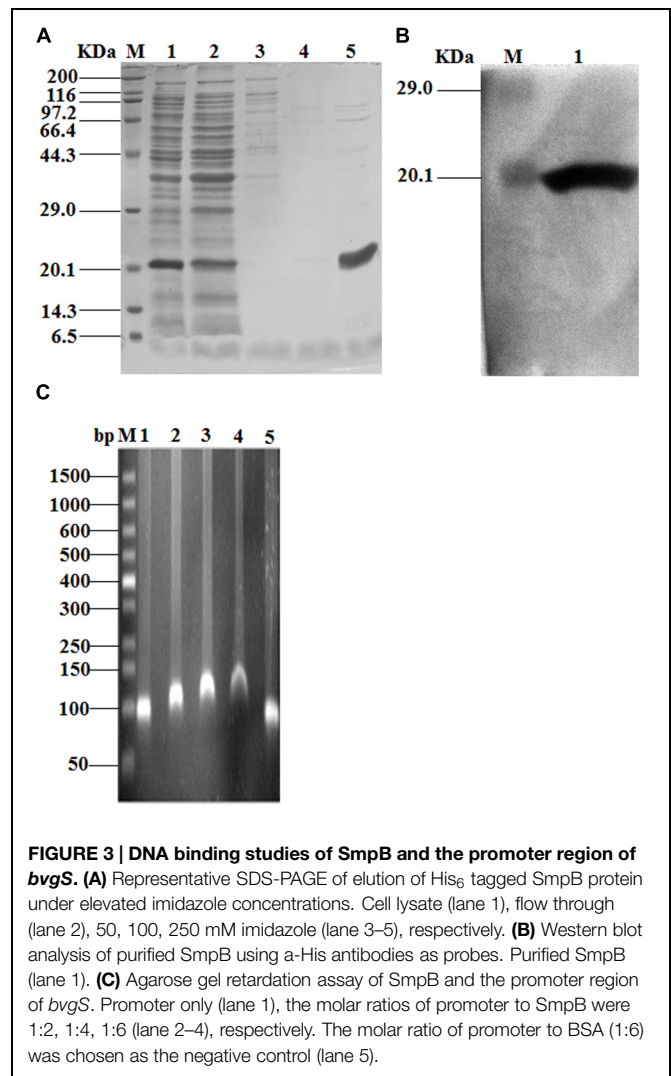 A
KDa M 1 2 3 4 5
200
116
97.2
66.4
44.3
29.0
20.1
14.3
6.5
B
KDa M 1
29.0
20.1
C
bp M 1 2 3 4 5
1500
1000
600
500
400
300
250
150
100
50
FIGURE 3 | DNA binding studies of SmpB and the promoter region of
bvgS. (A) Representative SDS-PAGE of elution of His6 tagged SmpB protein
under elevated imidazole concentrations. Cell lysate (lane 1), flow through
(lane 2), 50, 100, 250 mM imidazole (lane 3–5), respectively. (B) Western blot
analysis of purified SmpB using a-His antibodies as probes. Purified SmpB
(lane 1). (C) Agarose gel retardation assay of SmpB and the promoter region
of bvgS. Promoter only (lane 1), the molar ratios of promoter to SmpB were
1:2, 1:4, 1:6 (lane 2–4), respectively. The molar ratio of promoter to BSA (1:6)
was chosen as the negative control (lane 5).